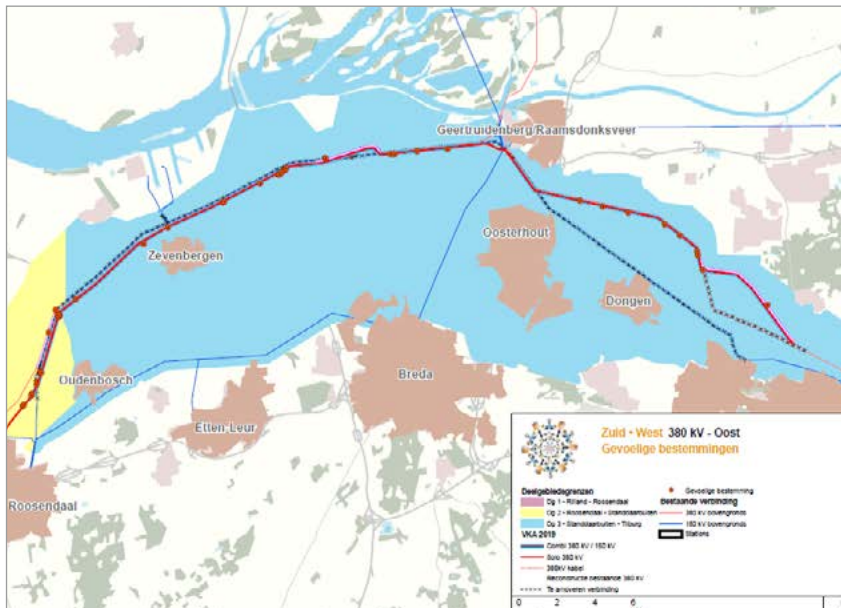 Geertruidenberg/Raamsdonksveer
Zevenbergen
Oosterhout
Dongen
Oudenbosch
Breda
Etten-Leur
Roosendaal
Zuid • West 380 kV - Oost
Gevoelige bestemmingen
Deelgebiedsgrenzen
Dg 1 - Rilland - Roosendaal
Dg 2 - Roosendaal - Standdaarbuiten
Dg 3 - Standdaarbuiten - Tilburg
VKA 2019
Combi 380 kV / 150 kV
Solo 380 kV
380kV kabel
Reconstructie bestaande 380 kV
Te amoveren verbinding
Gevoelige bestemming
Bestaande verbinding
380 kV bovengronds
150 kV bovengronds
Stations
0 2 4 6